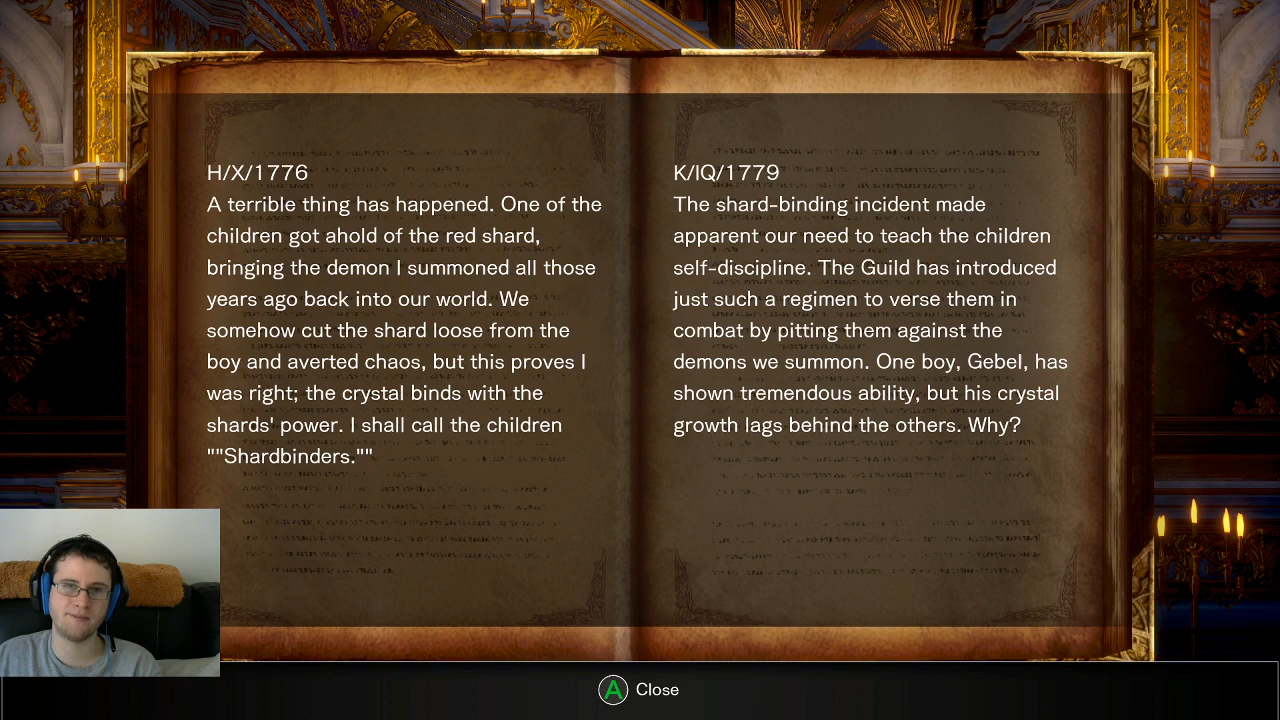 H/X/1776
A terrible thing has happened. One of the
children got ahold of the red shard,
bringing the demon I summoned all those
years ago back into our world. We
somehow cut the shard loose from the
boy and averted chaos, but this proves I
was right; the crystal binds with the
shards' power. I shall call the children
""Shardbinders.""
K/IQ/1779
The shard-binding incident made
apparent our need to teach the children
self-discipline. The Guild has introduced
just such a regimen to verse them in
combat by pitting them against the
demons we summon. One boy, Gebel, has
shown tremendous ability, but his crystal
growth lags behind the others. Why?
A Close